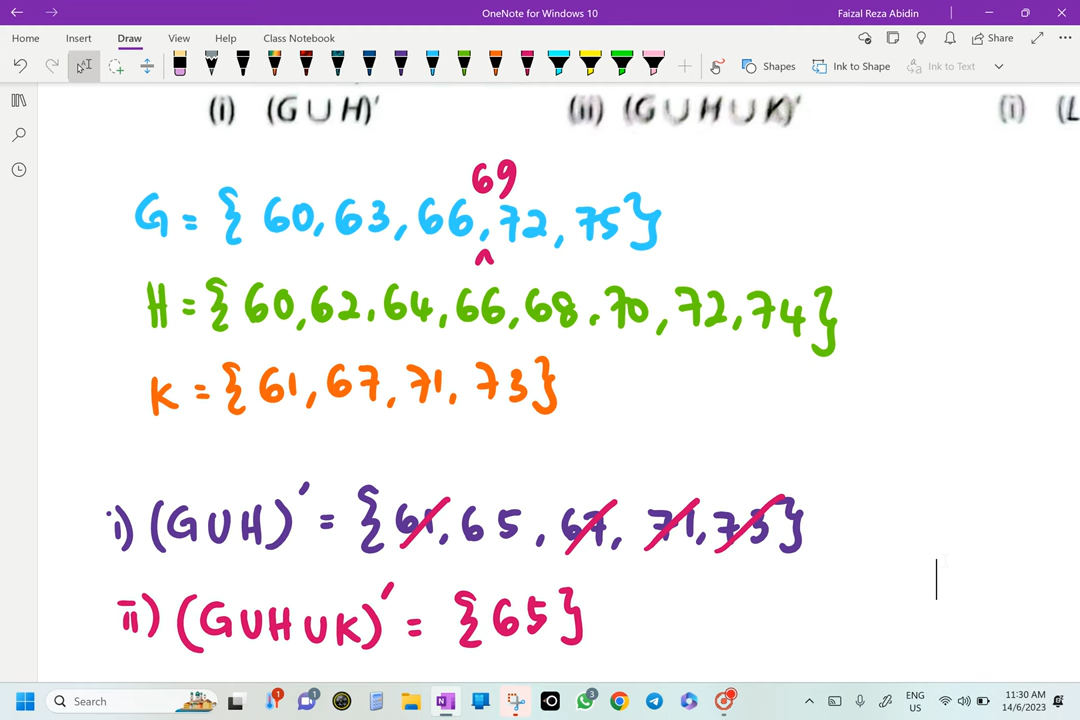 OneNote for Windows 10
Faizal Reza Abidin
Home Insert Draw View Help Class Notebook
Share
Shapes Ink to Shape Ink to Text
(i) (G ∪ H)′ (ii) (G ∪ H ∪ K)′ (i) (L
69
G = { 60, 63, 66, 72, 75}
^
H = { 60, 62, 64, 66, 68, 70, 72, 74}
K = { 61, 67, 71, 73}
i) (G ∪ H)′ = { 61, 65, 67, 71, 73}
ii) (G ∪ H ∪ K)′ = { 65}
Search
1
1
3
ENG
US
11:30 AM
14/6/2023